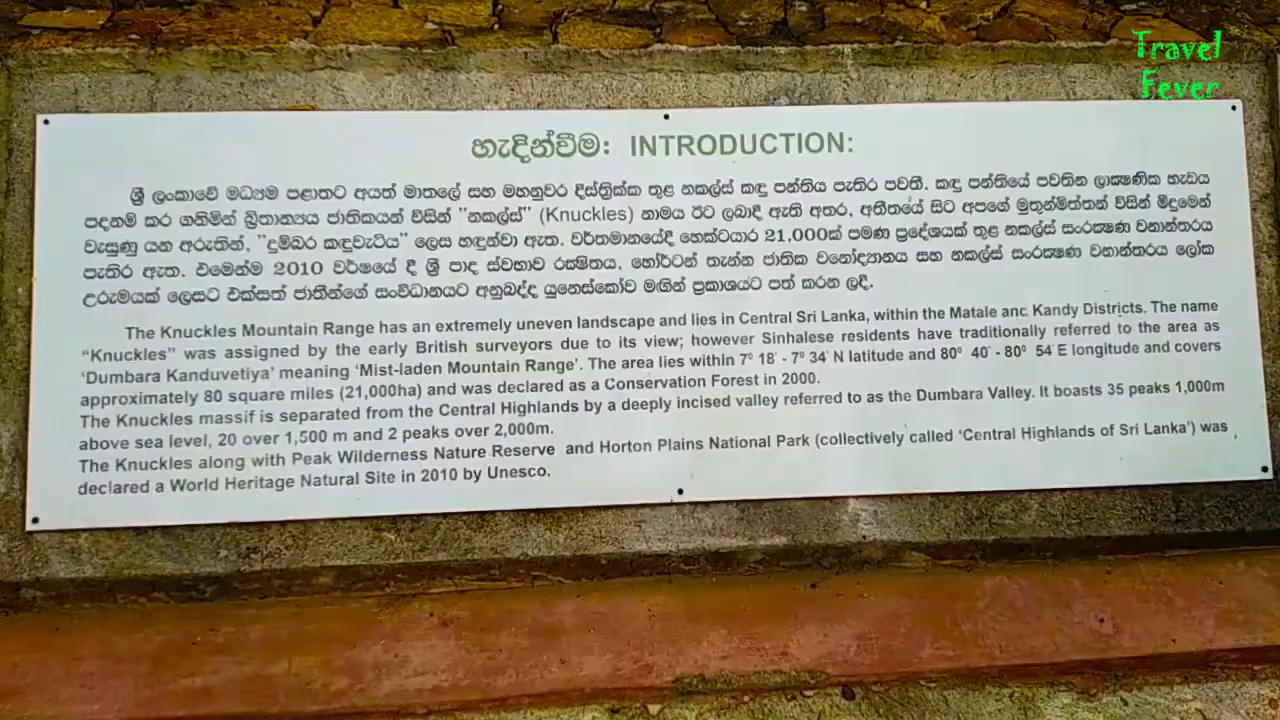 Travel
Fever
හැඳින්වීම: INTRODUCTION:
ශ්‍රී ලංකාවේ මධ්‍යම පළාතට අයත් මාතලේ සහ මහනුවර දිස්ත්‍රික්ක තුළ නකල්ස් කඳු පන්තිය පැතිර පවතී. කඳු පන්තියේ පවතින ලාක්‍ෂණික හැඩය
පදනම් කර ගනිමින් බ්‍රිතාන්‍යය ජාතිකයන් විසින් "නකල්ස්" (Knuckles) නාමය ඊට ලබාදී ඇති අතර, අතීතයේ සිට අපගේ මුතුන්මිත්තන් විසින් මීදුමෙන්
වැසුණු යන අරුතින්, "දුම්බර කඳුවැටිය" ලෙස හඳුන්වා ඇත. වර්තමානයේදී හෙක්ටයාර 21,000ක් පමණ ප්‍රදේශයක් තුළ නකල්ස් සංරක්‍ෂණ වනාන්තරය
පැතිර ඇත. එමෙන්ම 2010 වර්ෂයේ දී ශ්‍රී පාද ස්වභාව රක්‍ෂිතය, හෝර්ටන් තැන්න ජාතික වනෝද්‍යානය සහ නකල්ස් සංරක්‍ෂණ වනාන්තරය ලෝක
උරුමයක් ලෙසට එක්සත් ජාතීන්ගේ සංවිධානයට අනුබද්ද යුනෙස්කෝව මඟින් ප්‍රකාශයට පත් කරන ලදී.
The Knuckles Mountain Range has an extremely uneven landscape and lies in Central Sri Lanka, within the Matale and Kandy Districts. The name
“Knuckles” was assigned by the early British surveyors due to its view; however Sinhalese residents have traditionally referred to the area as
‘Dumbara Kanduvetiya’ meaning ‘Mist-laden Mountain Range’. The area lies within 7⁰ 18' - 7⁰ 34' N latitude and 80⁰ 40' - 80⁰ 54' E longitude and covers
approximately 80 square miles (21,000ha) and was declared as a Conservation Forest in 2000.
The Knuckles massif is separated from the Central Highlands by a deeply incised valley referred to as the Dumbara Valley. It boasts 35 peaks 1,000m
above sea level, 20 over 1,500 m and 2 peaks over 2,000m.
The Knuckles along with Peak Wilderness Nature Reserve and Horton Plains National Park (collectively called ‘Central Highlands of Sri Lanka’) was
declared a World Heritage Natural Site in 2010 by Unesco.